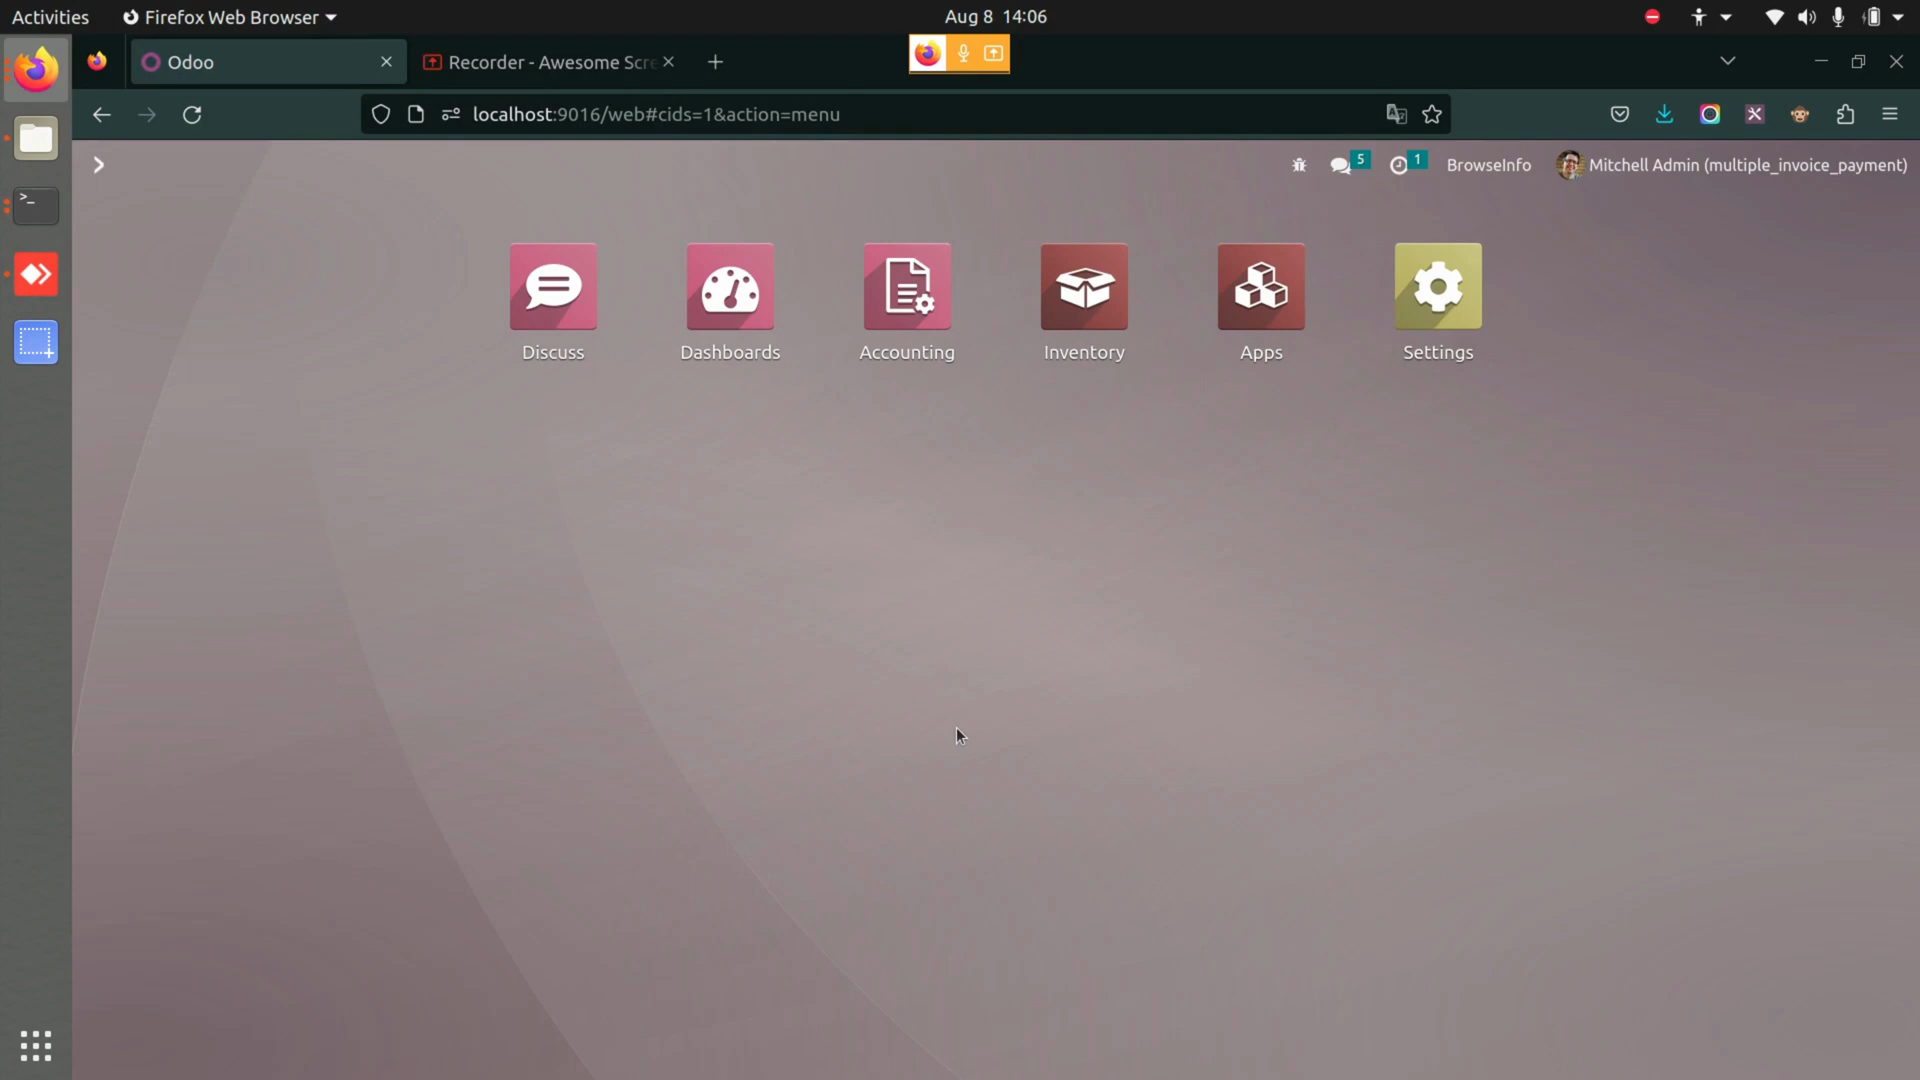 Activities Firefox Web Browser Aug 8 14:06
Odoo Recorder - Awesome Scre
localhost:9016/web#cids=1&action=menu
5 1 BrowseInfo Mitchell Admin (multiple_invoice_payment)
Discuss Dashboards Accounting Inventory Apps Settings